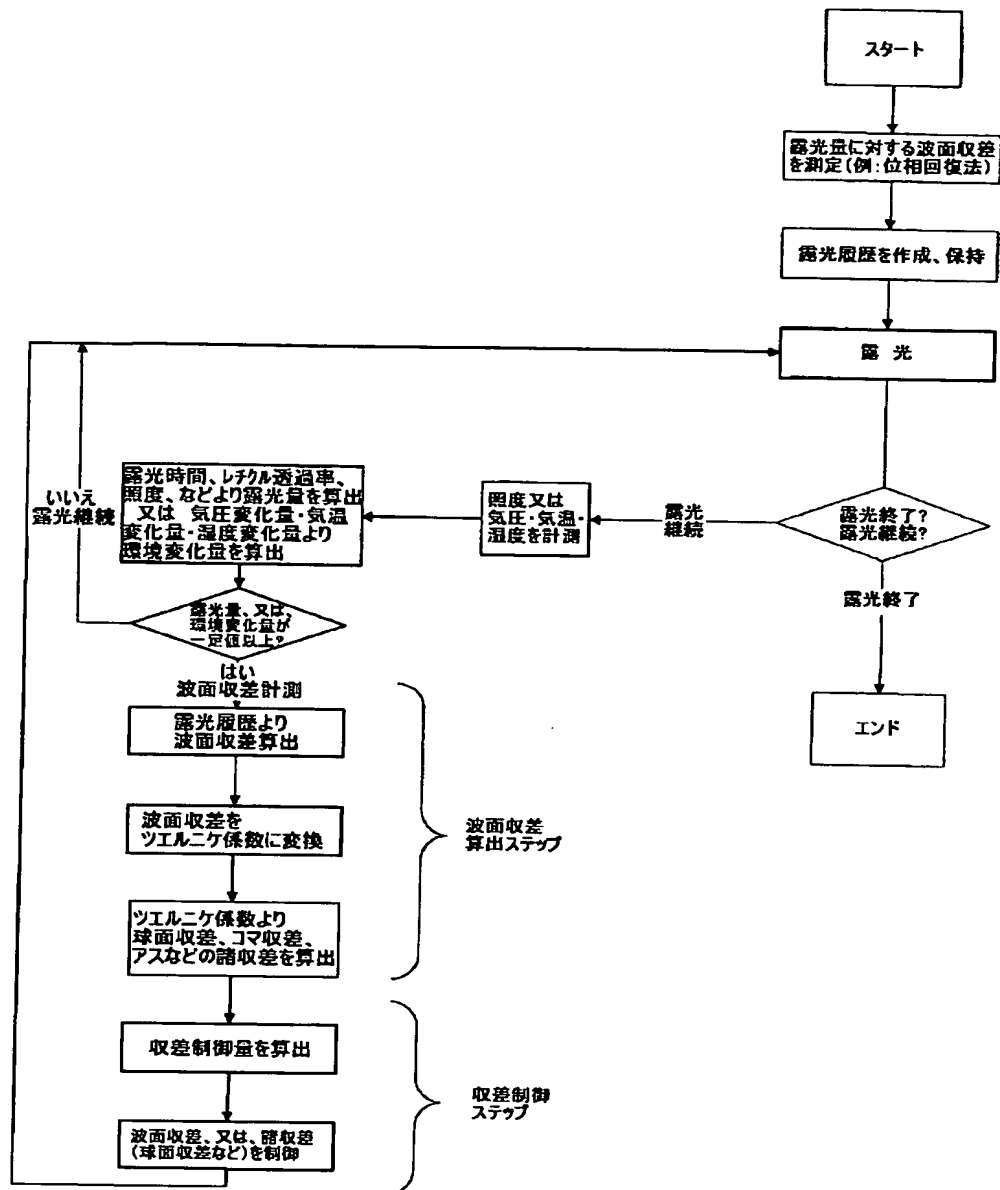 スタート
露光量に対する波面収差
を測定(例:位相回復法)
露光履歴を作成、保持
露 光
露光終了?
露光継続?
露光
継続
露光終了
エンド
照度又は
気圧・気温・
湿度を計測
露光時間、レチクル透過率、
照度、などより露光量を算出
又は 気圧変化量・気温
変化量・湿度変化量より
環境変化量を算出
いいえ
露光継続
露光量、又は、
環境変化量が
一定値以上?
はい
波面収差計測
露光履歴より
波面収差算出
波面収差を
ツエルニケ係数に変換
ツエルニケ係数より
球面収差、コマ収差、
アスなどの諸収差を算出
波面収差
算出ステップ
収差制御量を算出
波面収差、又は、諸収差
(球面収差など)を制御
収差制御
ステップ